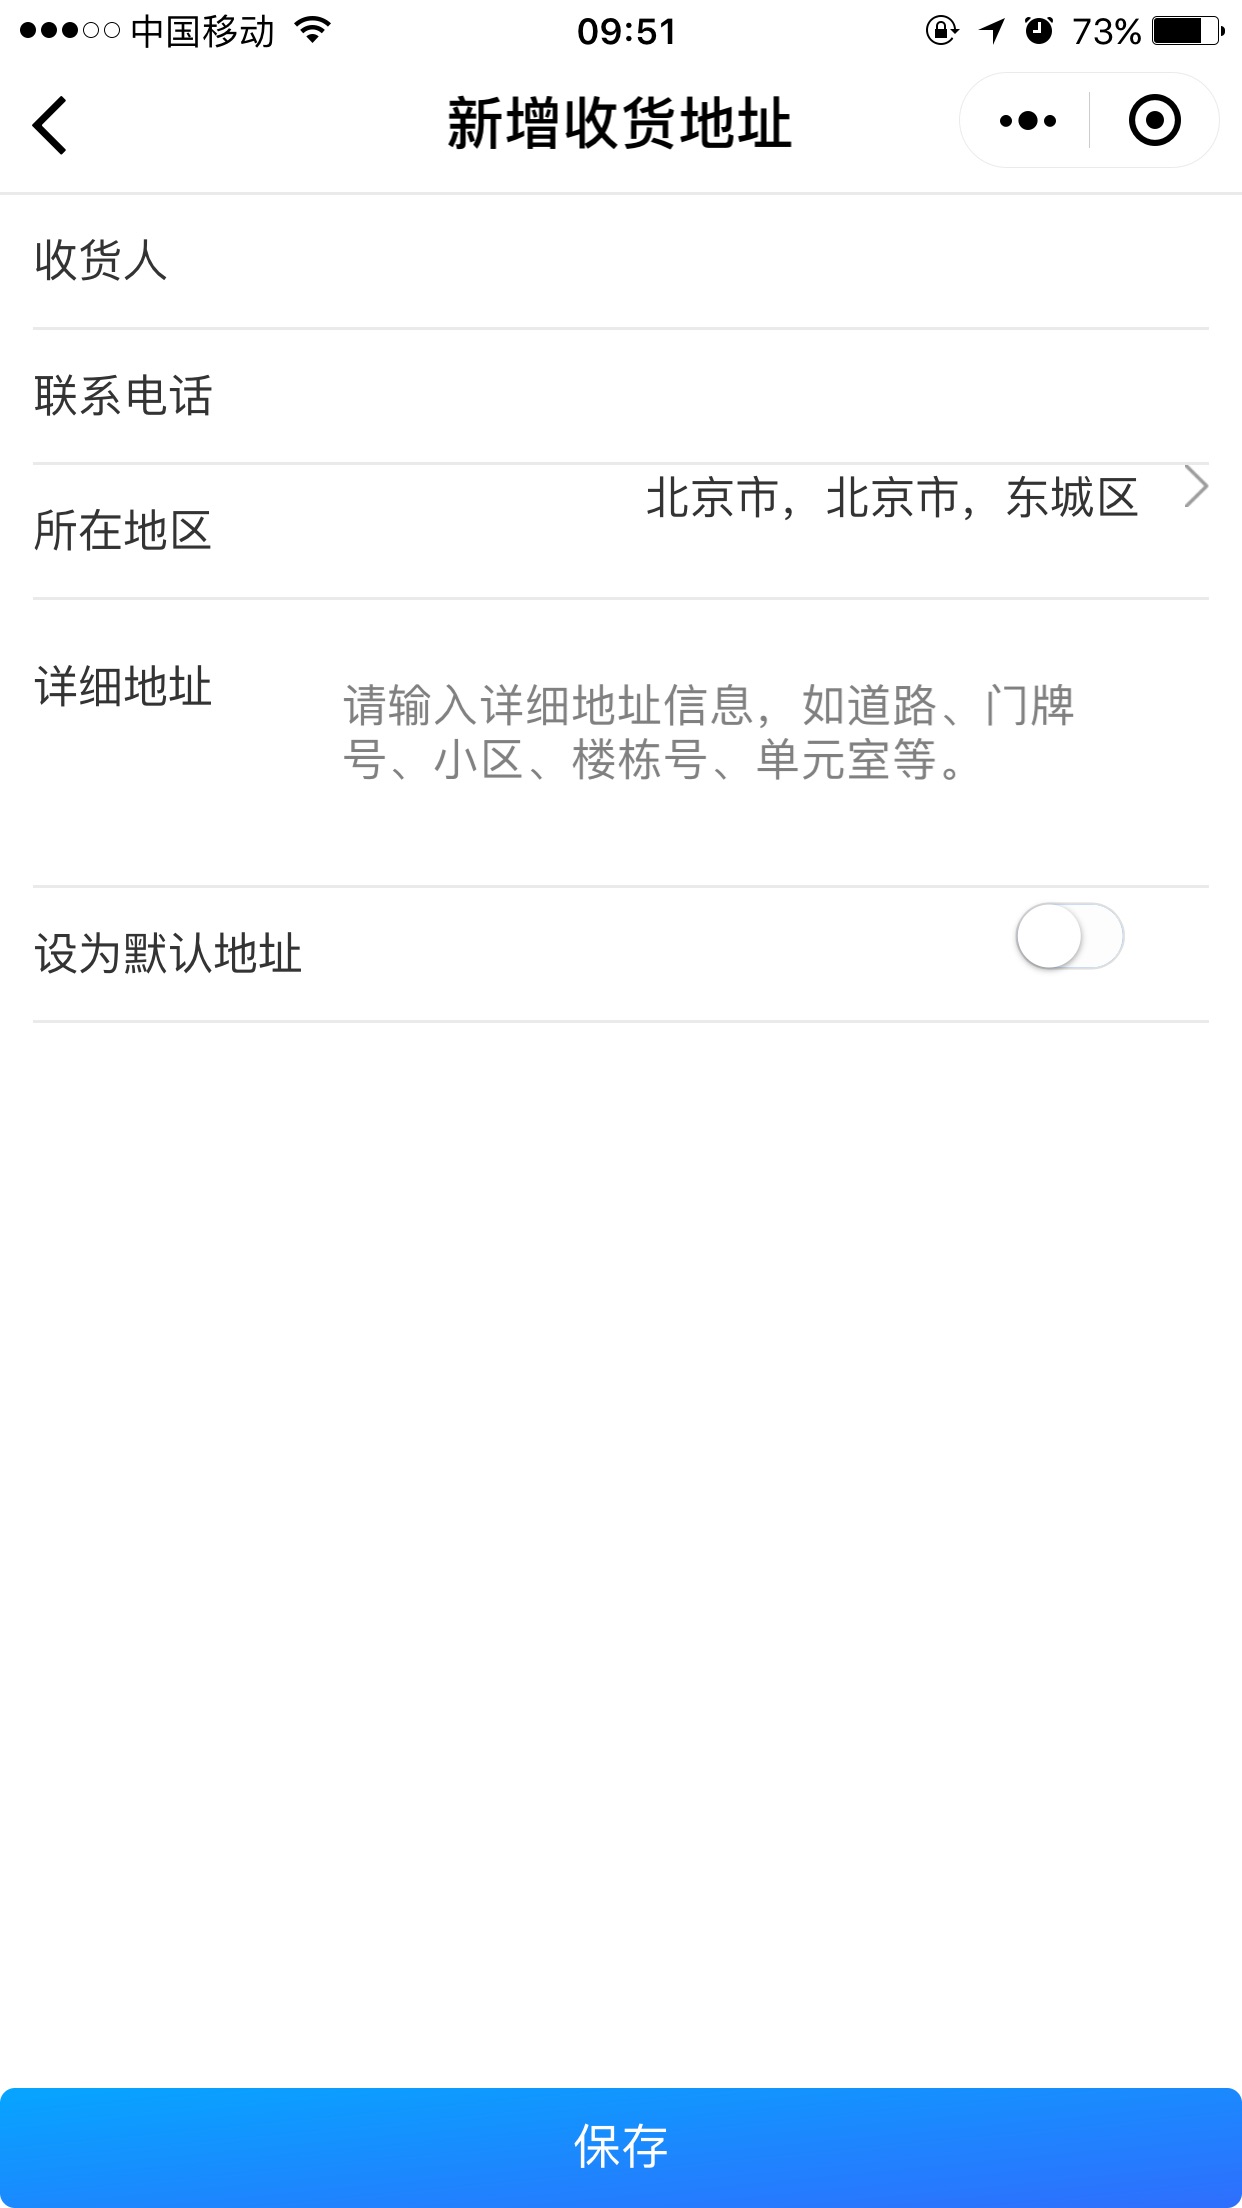 中国移动 09:51 73%
新增收货地址
收货人
联系电话
所在地区 北京市，北京市，东城区
详细地址 请输入详细地址信息，如道路、门牌
号、小区、楼栋号、单元室等。
设为默认地址
保存